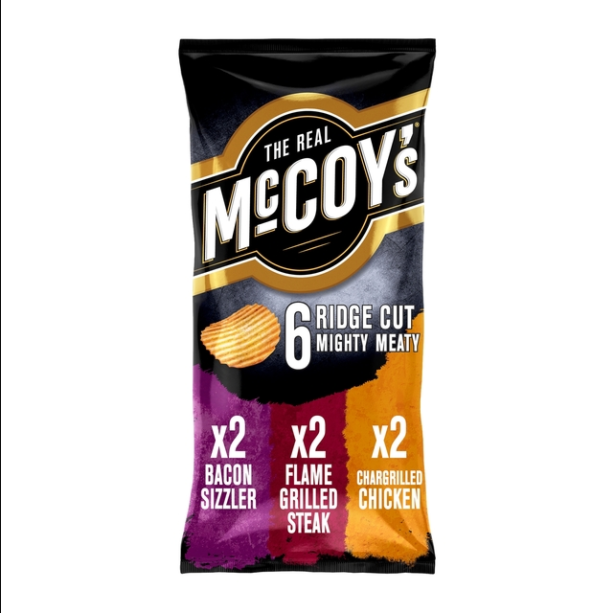 THE REAL
McCOY'S
6 RIDGE CUT
MIGHTY MEATY
x2
BACON
SIZZLER
x2
FLAME
GRILLED
STEAK
x2
CHARGRILLED
CHICKEN